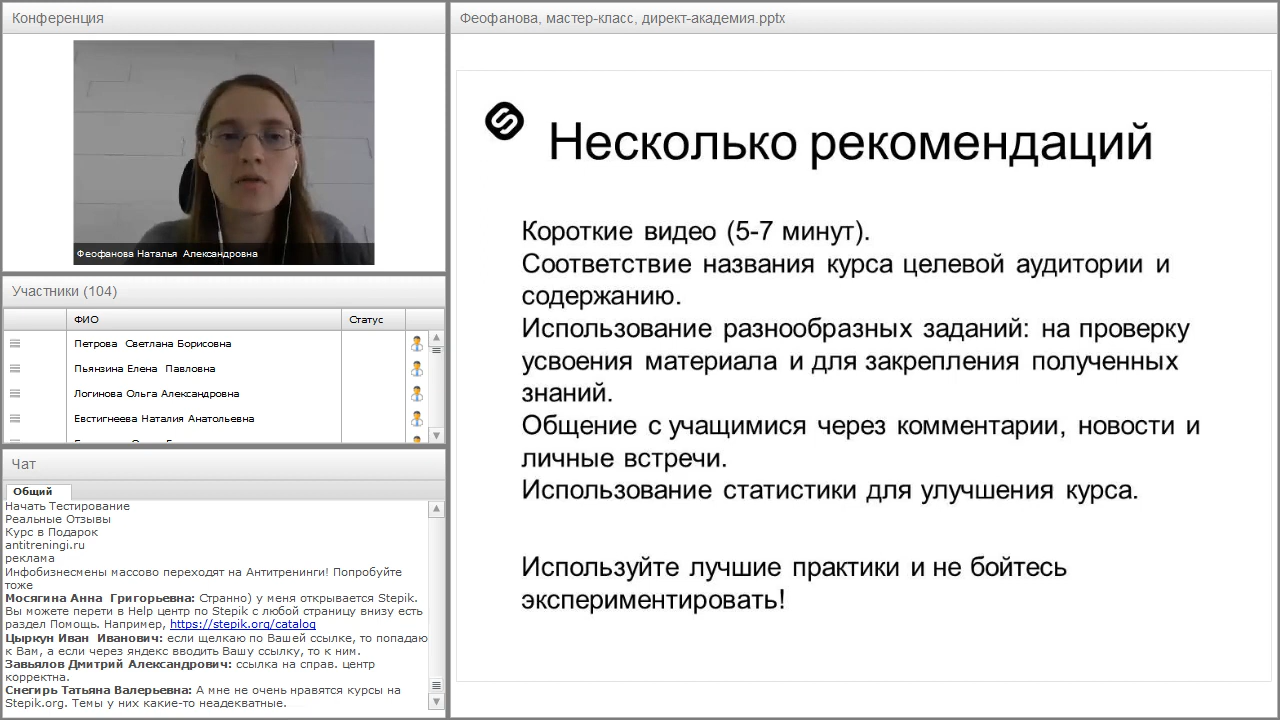 Конференция
Феофанова Наталья Александровна
Участники (104)
ФИО
Статус
Петрова Светлана Борисовна
Пьянзина Елена Павловна
Логинова Ольга Александровна
Евстигнеева Наталия Анатольевна
Чат
Общий
Начать Тестирование
Реальные Отзывы
Курс в Подарок
antitreningi.ru
реклама
Инфобизнесмены массово переходят на Антитренинги! Попробуйте
тоже
Мосягина Анна Григорьевна: Странно) у меня открывается Stepik.
Вы можете перети в Help центр по Stepik с любой страницу внизу есть
раздел Помощь. Например, https://stepik.org/catalog
Цыркун Иван Иванович: если щелкаю по Вашей ссылке, то попадаю
к Вам, а если через яндекс вводить Вашу ссылку, то к ним.
Завьялов Дмитрий Александрович: ссылка на справ. центр
корректна.
Снегирь Татьяна Валерьевна: А мне не очень нравятся курсы на
Stepik.org. Темы у них какие-то неадекватные.
Феофанова, мастер-класс, директ-академия.pptx
Несколько рекомендаций
Короткие видео (5-7 минут).
Соответствие названия курса целевой аудитории и
содержанию.
Использование разнообразных заданий: на проверку
усвоения материала и для закрепления полученных
знаний.
Общение с учащимися через комментарии, новости и
личные встречи.
Использование статистики для улучшения курса.
Используйте лучшие практики и не бойтесь
экспериментировать!